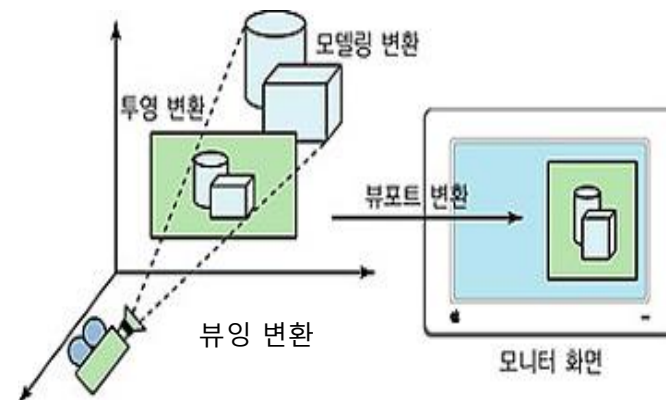 모델링 변환
투영 변환
뷰포트 변환
뷰잉 변환
모니터 화면